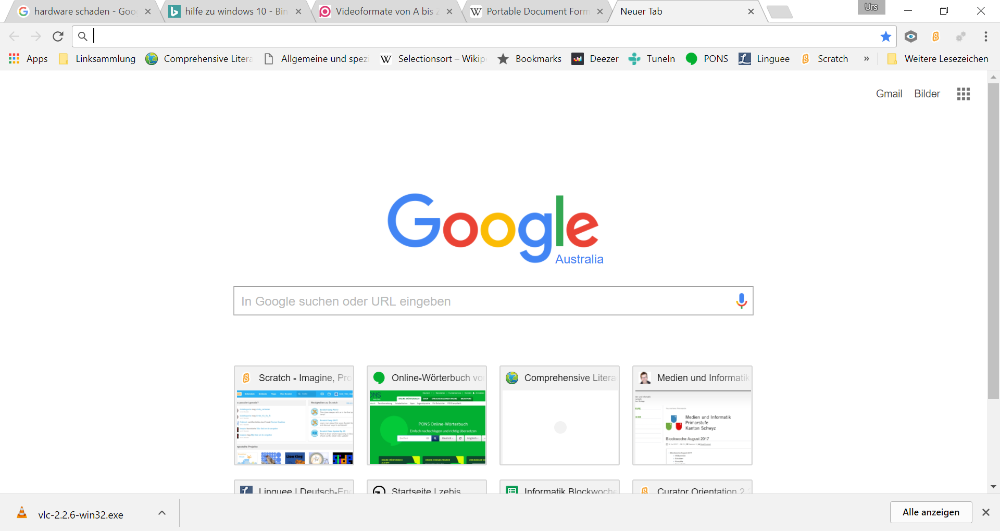 hardware schaden - Goo
hilfe zu windows 10 - Bin
Videoformate von A bis Z
Portable Document Form
Neuer Tab
Urs
Apps
Linksammlung
Comprehensive Litera
Allgemeine und spezi
Selectionsort – Wikip
Bookmarks
Deezer
TuneIn
PONS
Linguee
Scratch
»
Weitere Lesezeichen
Gmail
Bilder
Google
Australia
In Google suchen oder URL eingeben
Scratch - Imagine, Pro
Online-Wörterbuch vo
Comprehensive Litera
Medien und Informatik
PONS Online-Wörterbuch
Einfach nachschlagen und richtig übersetzen
Medien und Informatik
Primarstufe
Kanton Schwyz
Blockwoche August 2017
Linguee | Deutsch-Eng
Startseite | zebis
Informatik Blockwoche
Curator Orientation 2.
vlc-2.2.6-win32.exe
Alle anzeigen